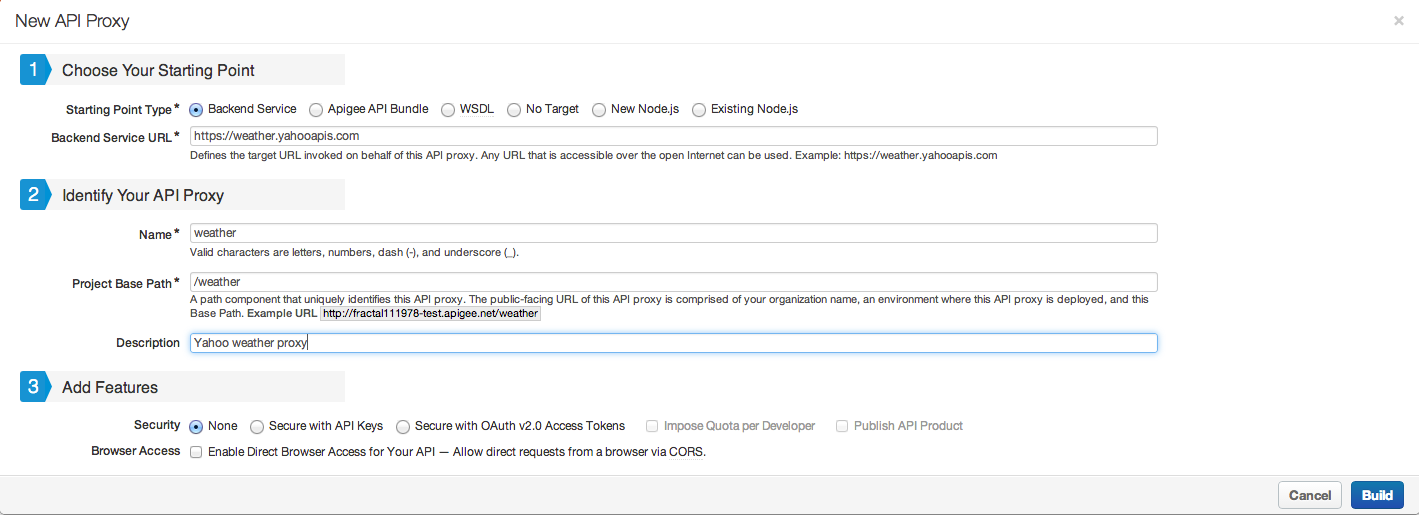 New API Proxy ×
1 Choose Your Starting Point
Starting Point Type * Backend Service Apigee API Bundle WSDL No Target New Node.js Existing Node.js
Backend Service URL * https://weather.yahooapis.com
Defines the target URL invoked on behalf of this API proxy. Any URL that is accessible over the open Internet can be used. Example: https://weather.yahooapis.com
2 Identify Your API Proxy
Name * weather
Valid characters are letters, numbers, dash (-), and underscore (_).
Project Base Path * /weather
A path component that uniquely identifies this API proxy. The public-facing URL of this API proxy is comprised of your organization name, an environment where this API proxy is deployed, and this
Base Path. Example URL http://fractal111978-test.apigee.net/weather
Description Yahoo weather proxy
3 Add Features
Security None Secure with API Keys Secure with OAuth v2.0 Access Tokens Impose Quota per Developer Publish API Product
Browser Access Enable Direct Browser Access for Your API — Allow direct requests from a browser via CORS.
Cancel Build